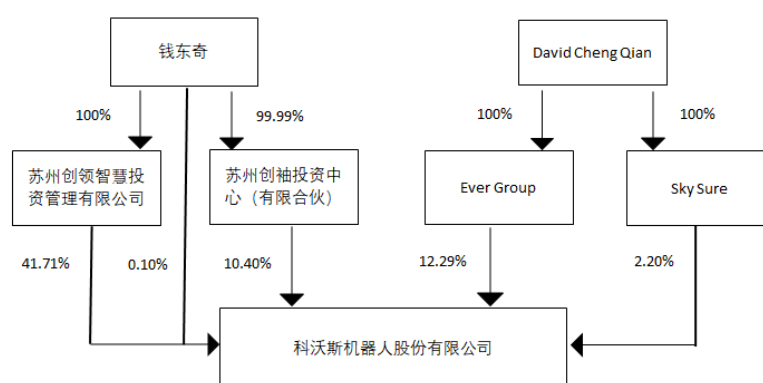 钱东奇
David Cheng Qian
100%
99.99%
100%
100%
苏州创领智慧投
资管理有限公司
苏州创袖投资中
心（有限合伙）
Ever Group
Sky Sure
41.71%
0.10%
10.40%
12.29%
2.20%
科沃斯机器人股份有限公司